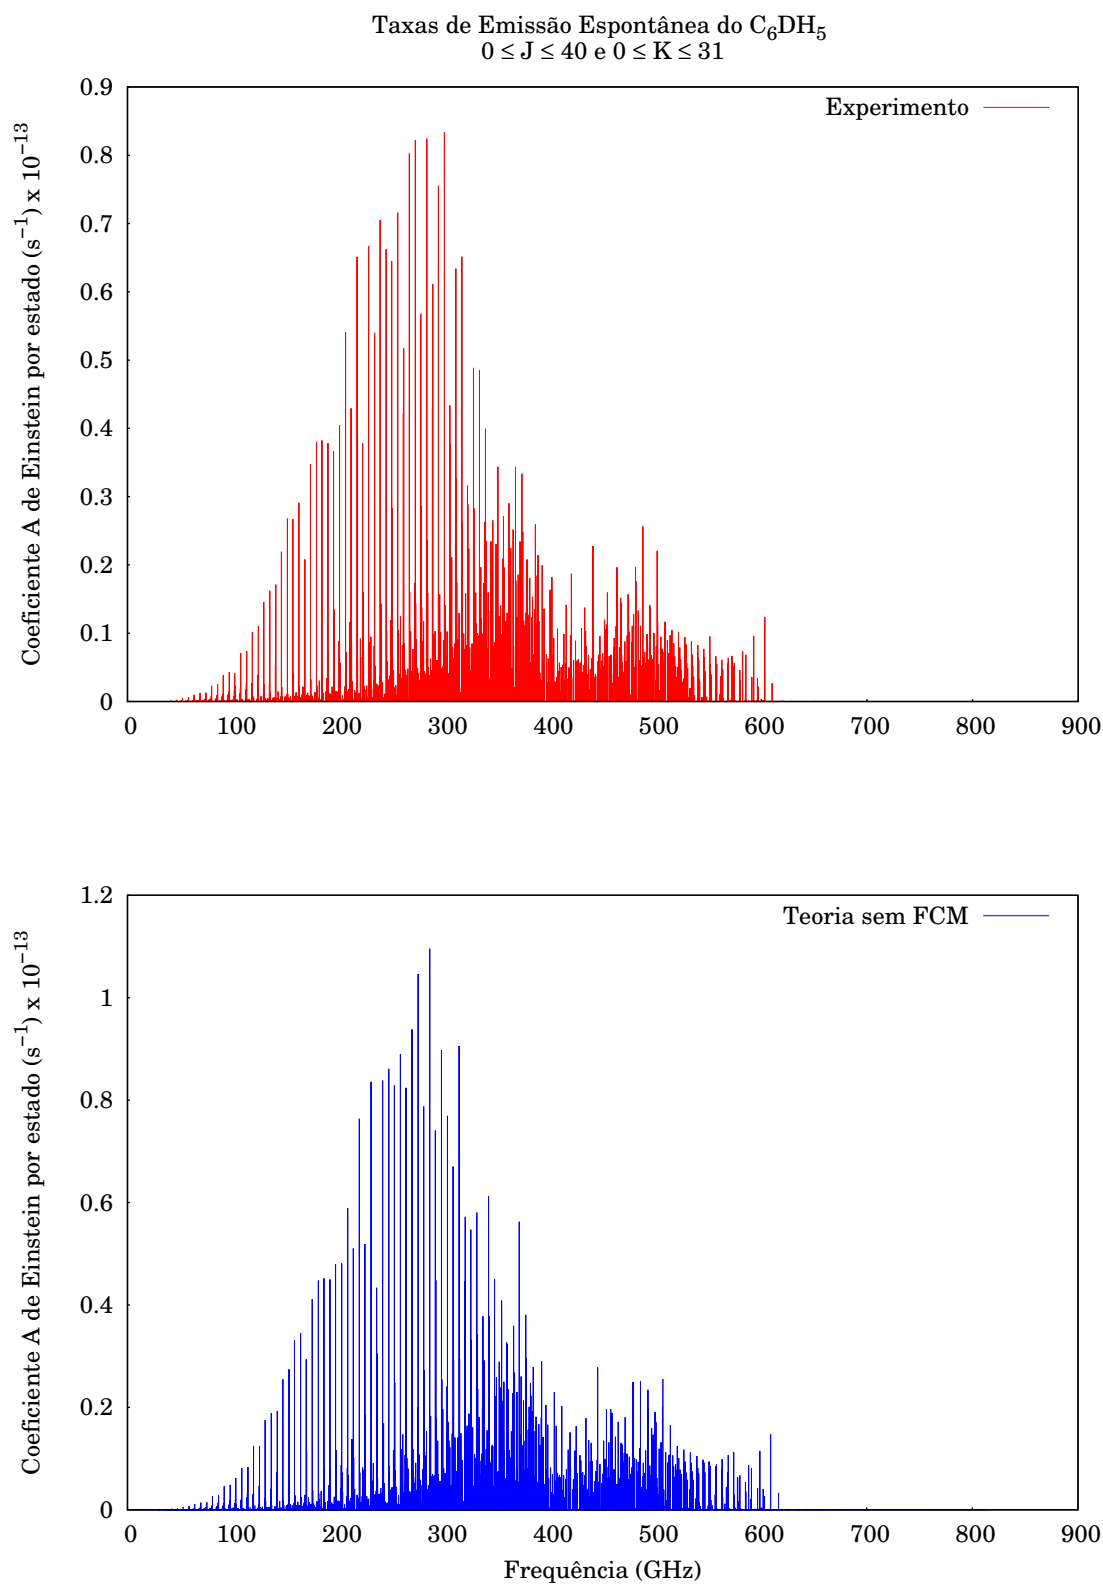 Taxas de Emissão Espontânea do C₆DH₅
0 ≤ J ≤ 40 e 0 ≤ K ≤ 31
Coeficiente A de Einstein por estado (s⁻¹) x 10⁻¹³
0.9
0.8
0.7
0.6
0.5
0.4
0.3
0.2
0.1
0
Experimento
0 100 200 300 400 500 600 700 800 900
Coeficiente A de Einstein por estado (s⁻¹) x 10⁻¹³
1.2
1
0.8
0.6
0.4
0.2
0
Teoria sem FCM
0 100 200 300 400 500 600 700 800 900
Frequência (GHz)